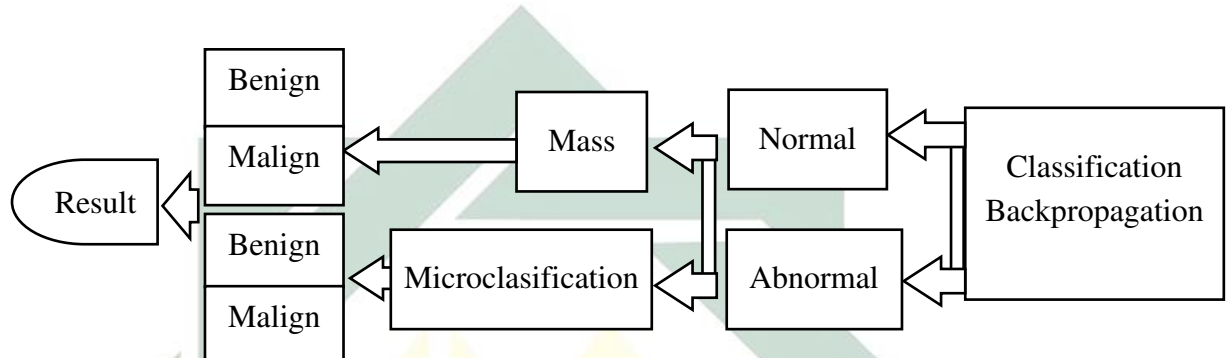 Benign
Malign
Mass
Normal
Classification
Backpropagation
Result
Benign
Malign
Microclasification
Abnormal